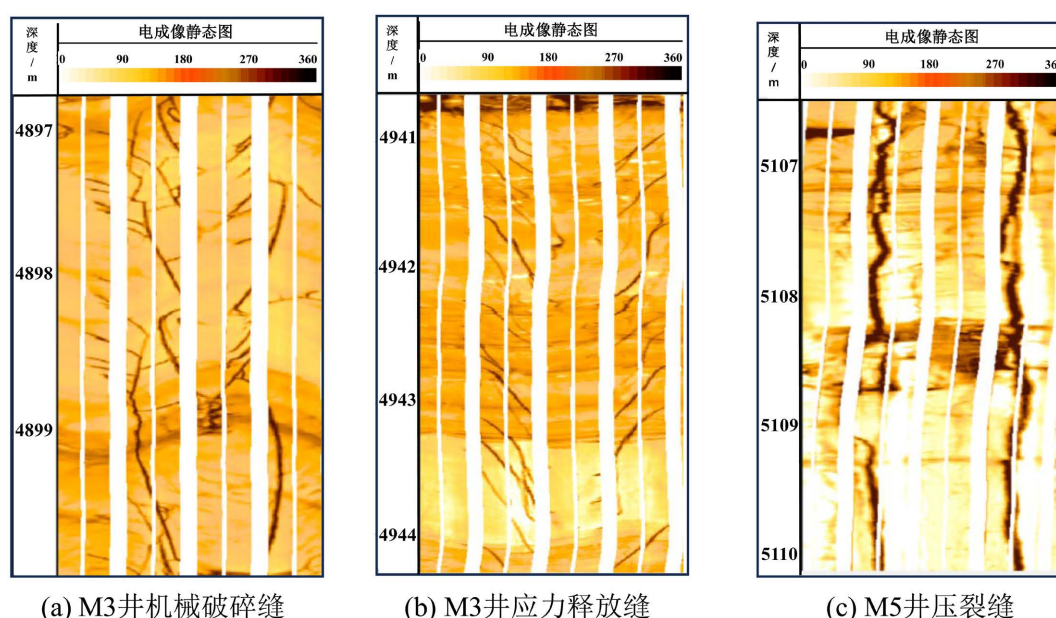 深度/m
电成像静态图
0 90 180 270 360
4897
4898
4899
(a) M3井机械破碎缝
深度/m
电成像静态图
0 90 180 270 360
4941
4942
4943
4944
(b) M3井应力释放缝
深度/m
电成像静态图
0 90 180 270 360
5107
5108
5109
5110
(c) M5井压裂缝